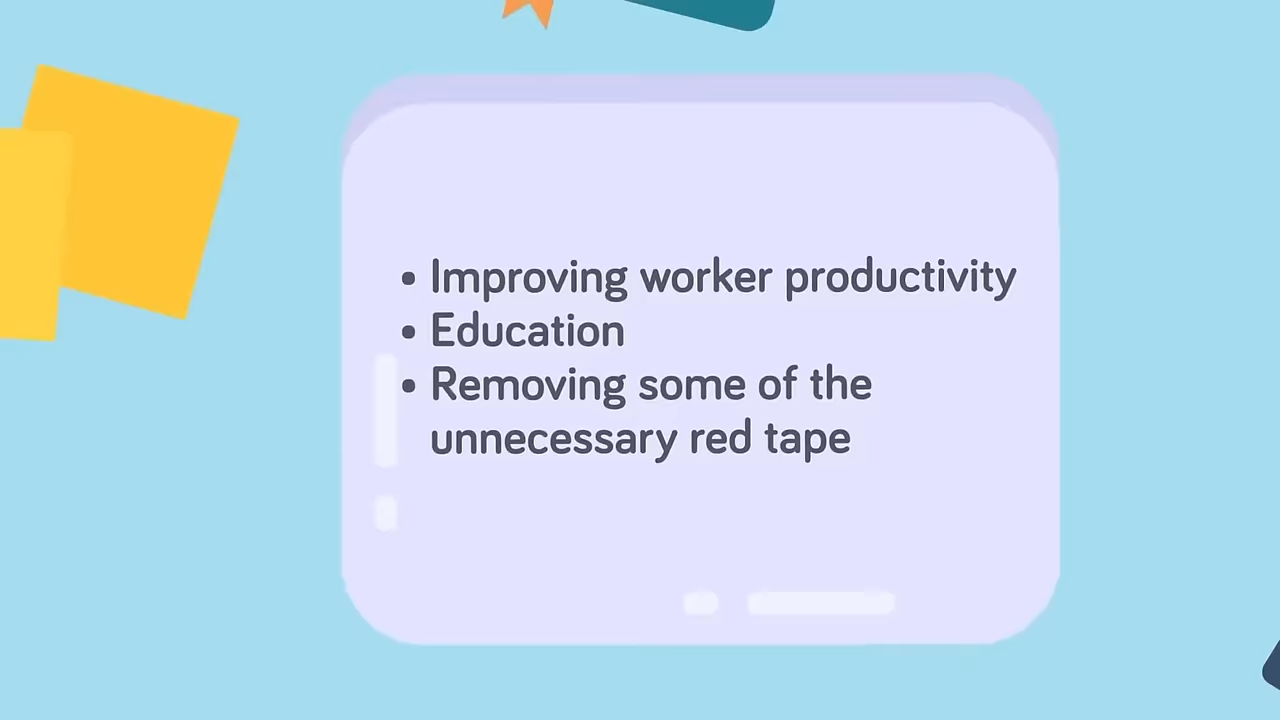 • Improving worker productivity
• Education
• Removing some of the
unnecessary red tape